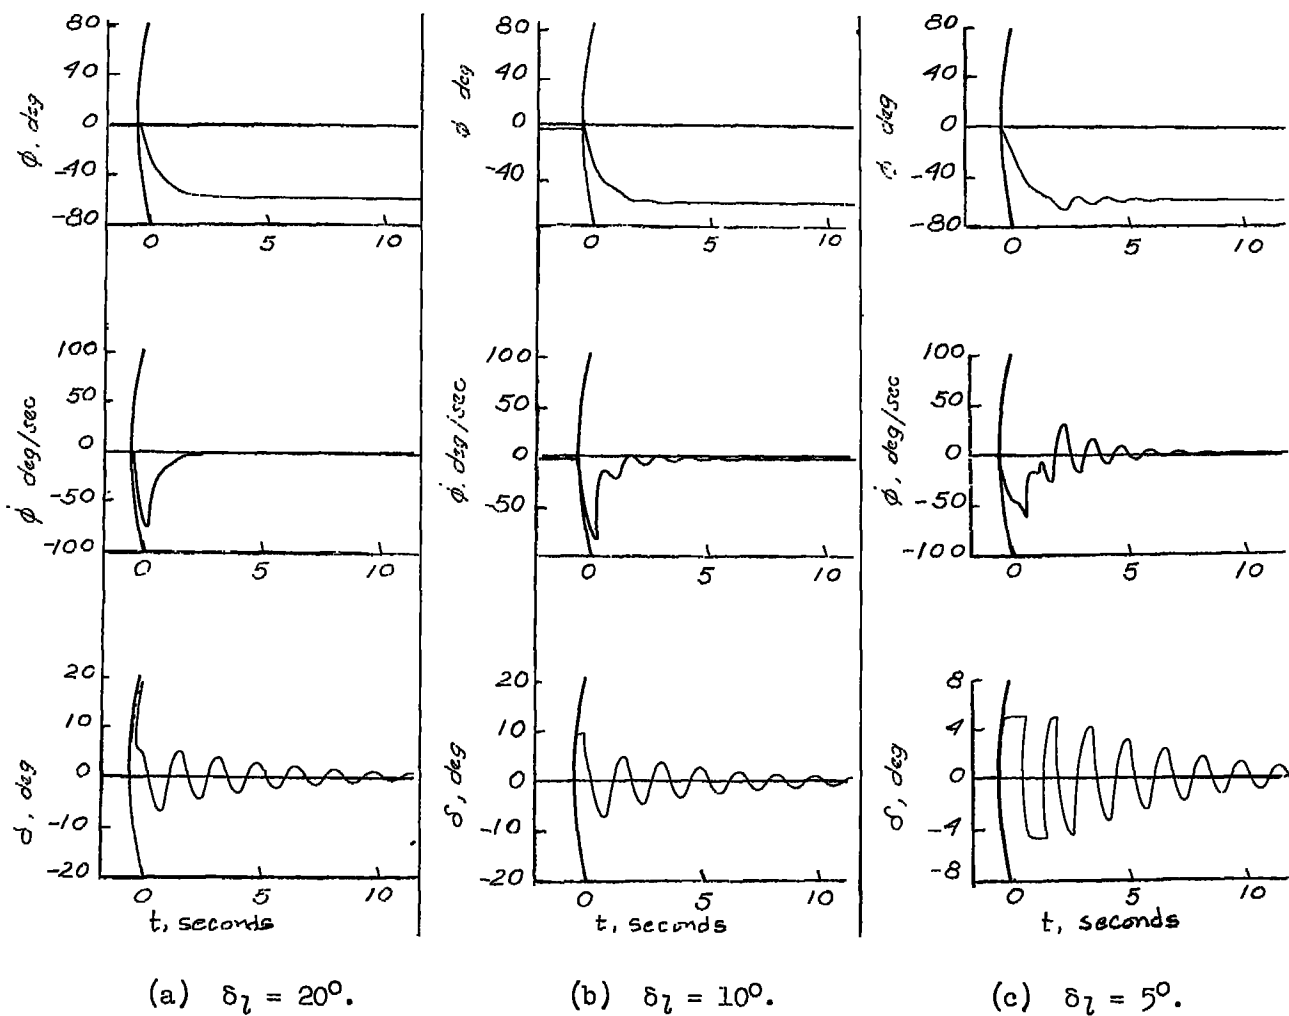 80
40
0
-40
-80
ϕ, deg
0 5 10
80
40
0
-40
ϕ deg
0 5 10
80
40
0
-40
-80
ϕ, deg
0 5 10
100
50
0
-50
-100
ϕ̇ deg/sec
0 5 10
100
50
0
-50
ϕ̇, deg/sec
0 5 10
100
50
0
-50
-100
ϕ̇, deg/sec
0 5 10
20
10
0
-10
-20
δ, deg
0 5 10
t, seconds
20
10
0
-10
-20
δ, deg
0 5 10
t, seconds
8
4
0
-4
-8
δ, deg
0 5 10
t, seconds
(a) δl = 20°.
(b) δl = 10°.
(c) δl = 5°.